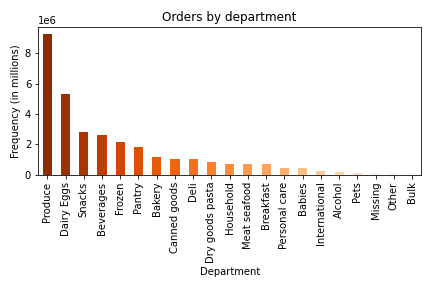 Orders by department
1e6
Frequency (in millions)
8
6
4
2
0
Produce
Dairy Eggs
Snacks
Beverages
Frozen
Pantry
Bakery
Canned goods
Deli
Dry goods pasta
Household
Meat seafood
Breakfast
Personal care
Babies
International
Alcohol
Pets
Missing
Other
Bulk
Department